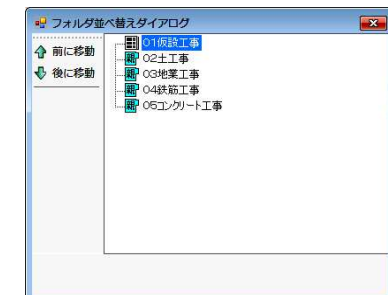 フォルダ並べ替えダイアログ
前に移動
後に移動
01仮設工事
02土工事
03地業工事
04鉄筋工事
05コンクリート工事